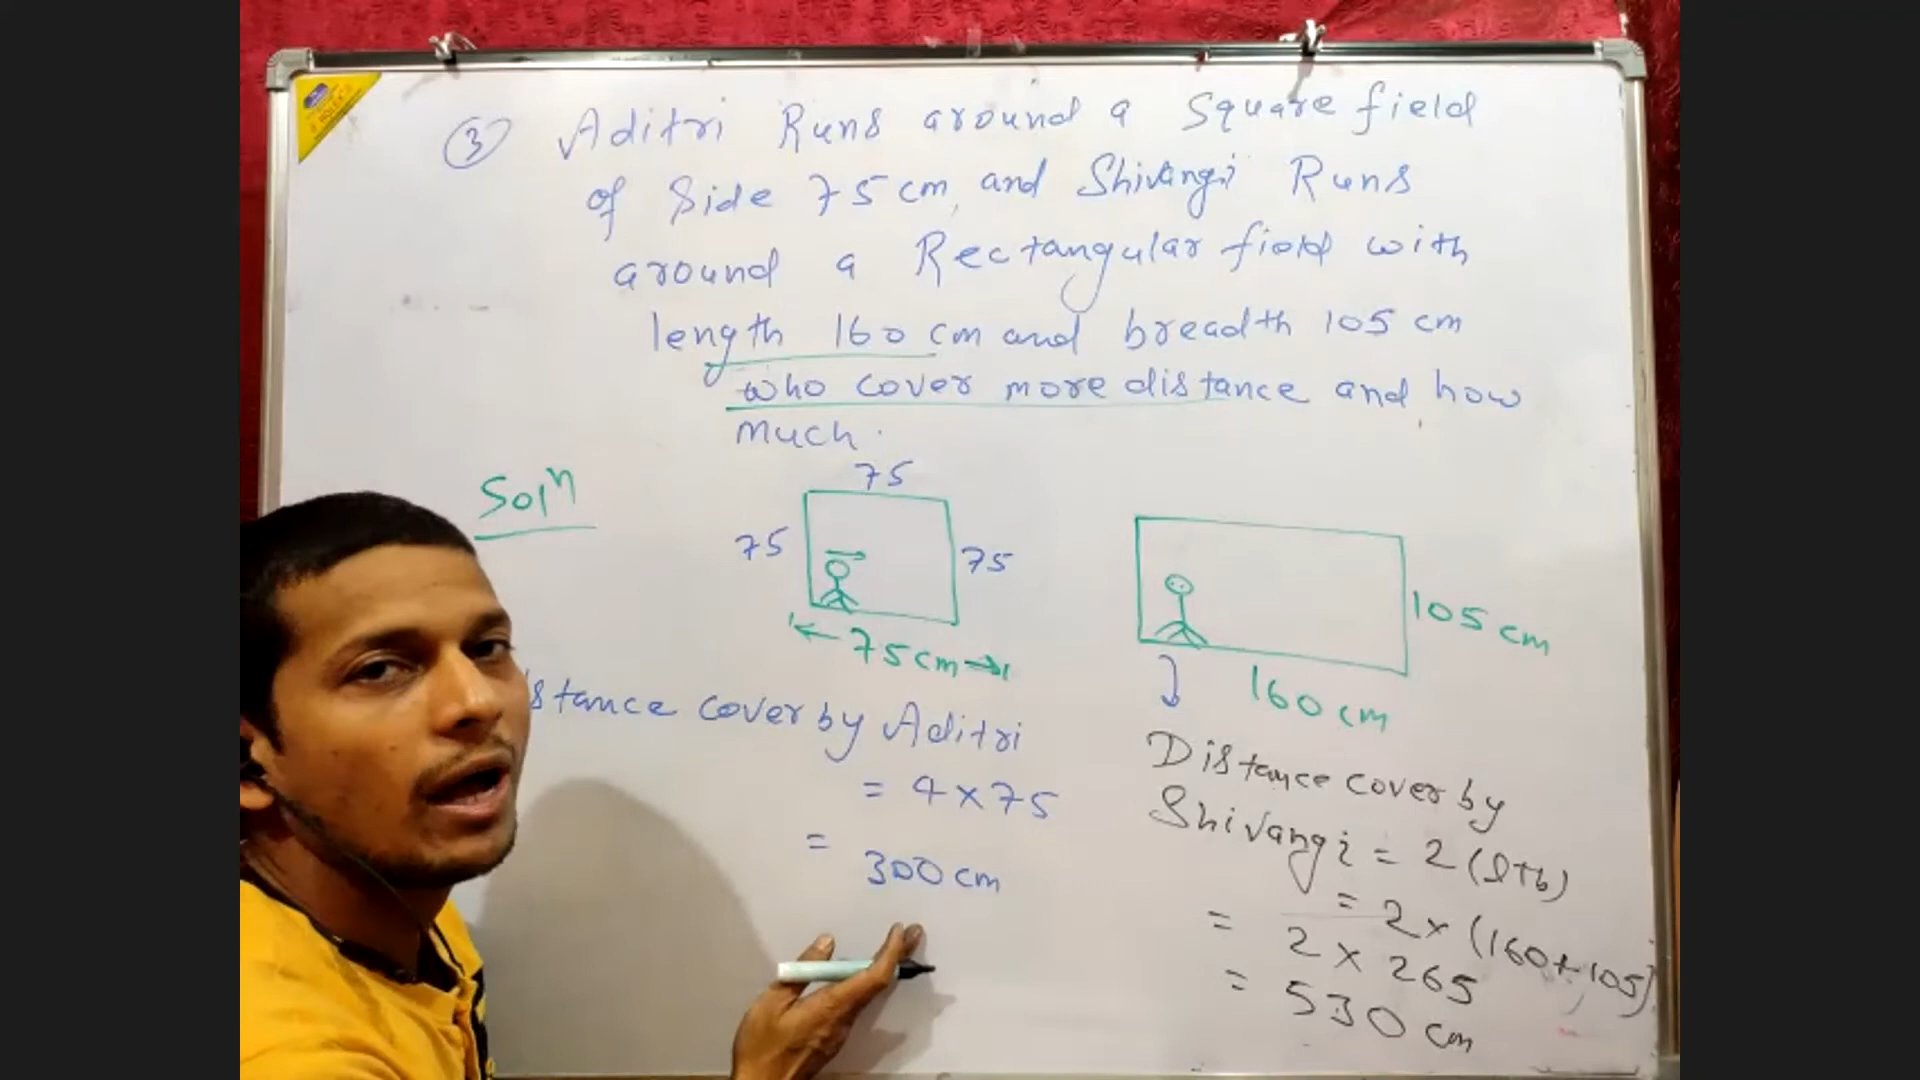 3 Aditri Runs around a Square field
of Side 75 cm, and Shivangi Runs
around a Rectangular field with
length 160 cm and breadth 105 cm
who cover more distance and how
much.
Solⁿ
75
75
75
75 cm
105 cm
160 cm
stance cover by Aditri
= 4 × 75
= 300 cm
Distance cover by
Shivangi = 2 (l+b)
= 2 × (160 + 105)
= 2 × 265
= 530 cm